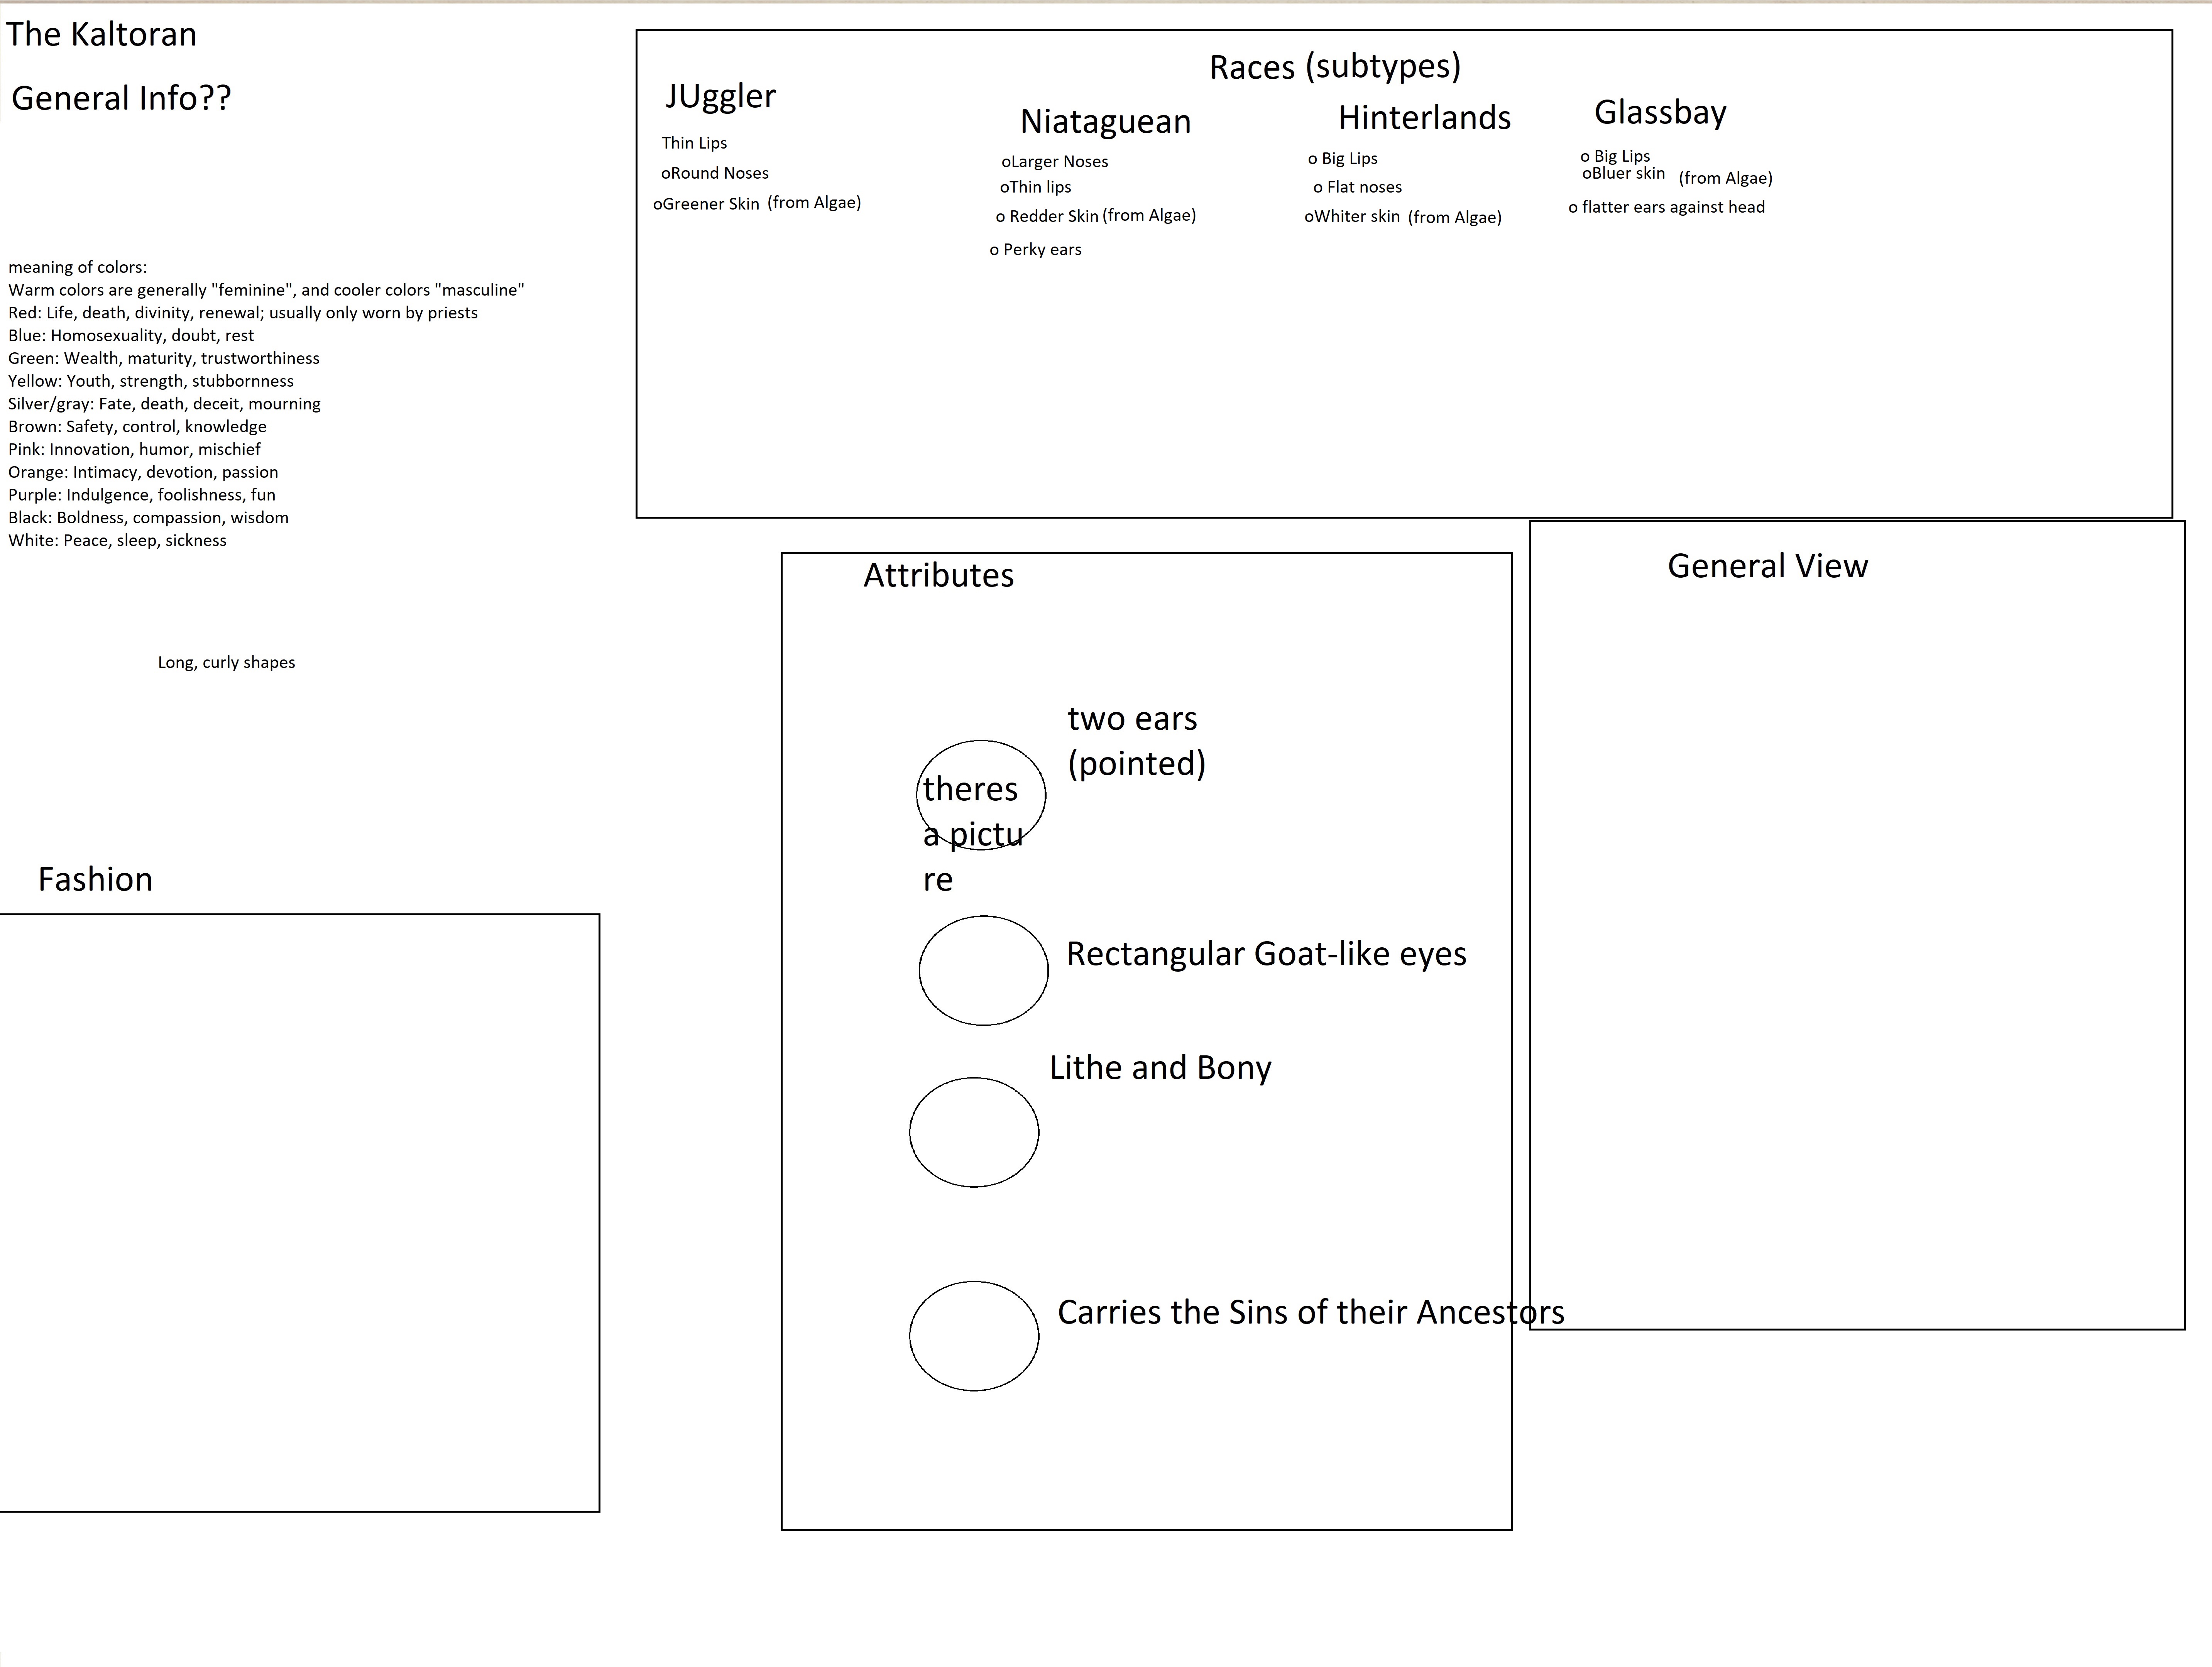 The Kaltoran
General Info??
meaning of colors:
Warm colors are generally "feminine", and cooler colors "masculine"
Red: Life, death, divinity, renewal; usually only worn by priests
Blue: Homosexuality, doubt, rest
Green: Wealth, maturity, trustworthiness
Yellow: Youth, strength, stubbornness
Silver/gray: Fate, death, deceit, mourning
Brown: Safety, control, knowledge
Pink: Innovation, humor, mischief
Orange: Intimacy, devotion, passion
Purple: Indulgence, foolishness, fun
Black: Boldness, compassion, wisdom
White: Peace, sleep, sickness
Long, curly shapes
Fashion
Races (subtypes)
JUggler
Thin Lips
oRound Noses
oGreener Skin (from Algae)
Niataguean
oLarger Noses
oThin lips
o Redder Skin (from Algae)
o Perky ears
Hinterlands
o Big Lips
o Flat noses
oWhiter skin (from Algae)
Glassbay
o Big Lips
oBluer skin (from Algae)
o flatter ears against head
Attributes
two ears
(pointed)
theres
a pictu
re
Rectangular Goat-like eyes
Lithe and Bony
Carries the Sins of their Ancestors
General View